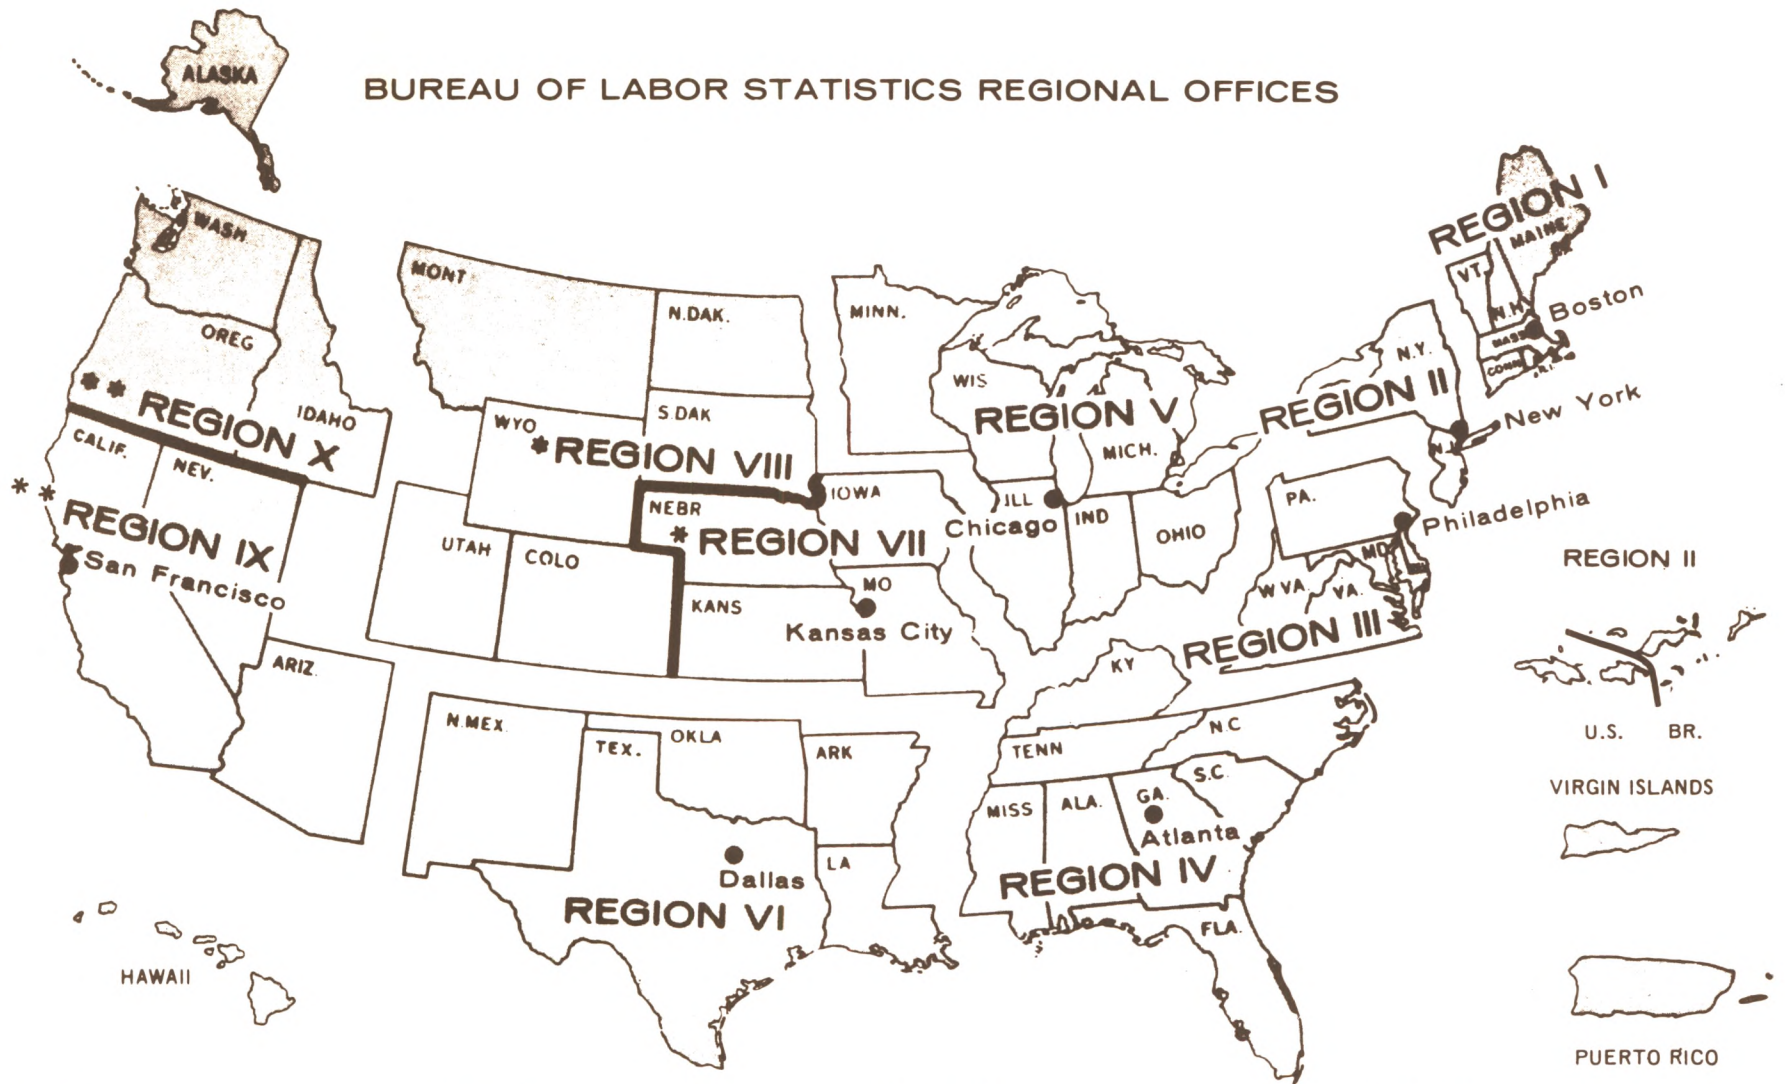 ALASKA
BUREAU OF LABOR STATISTICS REGIONAL OFFICES
REGION I
MAINE
WASH
VT.
N.H.
Boston
MASS
CONN
R.I.
MONT
N.DAK.
MINN.
OREG
N.Y.
REGION II
New York
N.J.
WIS
S.DAK
WYO
IDAHO
** REGION X
REGION V
MICH.
CALIF.
NEV.
* REGION VIII
** REGION IX
San Francisco
IOWA
NEBR
* REGION VII
ILL
Chicago
IND
OHIO
PA.
Philadelphia
MD
UTAH
COLO
KANS
MO
Kansas City
W VA.
VA.
REGION III
REGION II
KY
ARIZ.
N.MEX.
TEX.
OKLA
ARK
TENN
N.C
S.C.
U.S. BR.
VIRGIN ISLANDS
MISS
ALA.
GA.
Atlanta
LA
Dallas
REGION IV
REGION VI
FLA.
HAWAII
PUERTO RICO